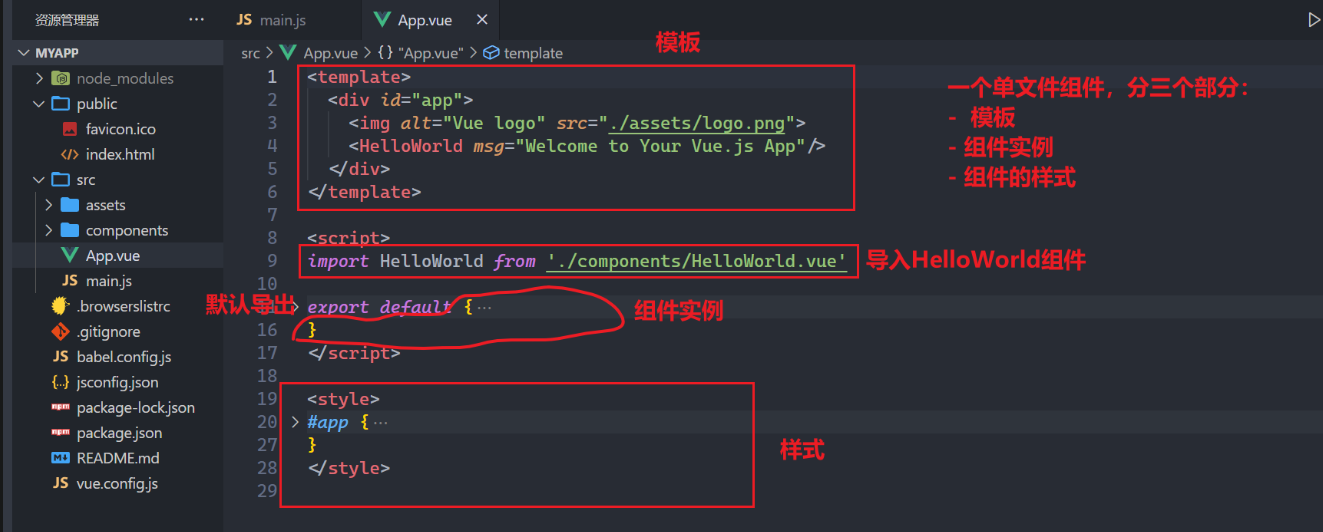 资源管理器 ···
JS main.js
App.vue ×
MYAPP
node_modules
public
favicon.ico
index.html
src
assets
components
App.vue
JS main.js
.browserslistrc
.gitignore
JS babel.config.js
{..} jsconfig.json
npm package-lock.json
npm package.json
README.md
JS vue.config.js
src > App.vue > {} "App.vue" > template
模板
1 <template>
2 <div id="app">
3 <img alt="Vue logo" src="./assets/logo.png">
4 <HelloWorld msg="Welcome to Your Vue.js App"/>
5 </div>
6 </template>
7
8 <script>
9 import HelloWorld from './components/HelloWorld.vue'
10
export default {···
16 }
17 </script>
18
19 <style>
20 #app {···
27 }
28 </style>
29
一个单文件组件，分三个部分：
- 模板
- 组件实例
- 组件的样式
导入HelloWorld组件
默认导出
组件实例
样式